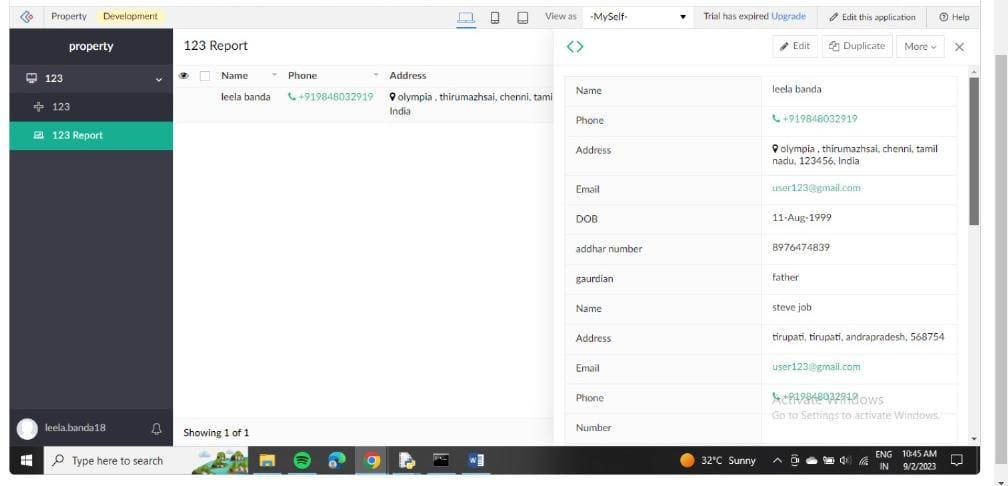 Property Development View as -MySelf- Trial has expired Upgrade Edit this application Help
property
123
123
123 Report
leela.banda18
123 Report
Name Phone Address
leela banda +919848032919 olympia , thirumazhsai, chenni, tami
India
Showing 1 of 1
Edit Duplicate More
Name leela banda
Phone +919848032919
Address olympia , thirumazhsai, chenni, tamil
nadu, 123456, India
Email user123@gmail.com
DOB 11-Aug-1999
addhar number 8976474839
gaurdian father
Name steve job
Address tirupati, tirupati, andrapradesh, 568754
Email user123@gmail.com
Phone +919848032919
Number
Activate Windows
Go to Settings to activate Windows.
Type here to search 32°C Sunny ENG 10:45 AM
IN 9/2/2023